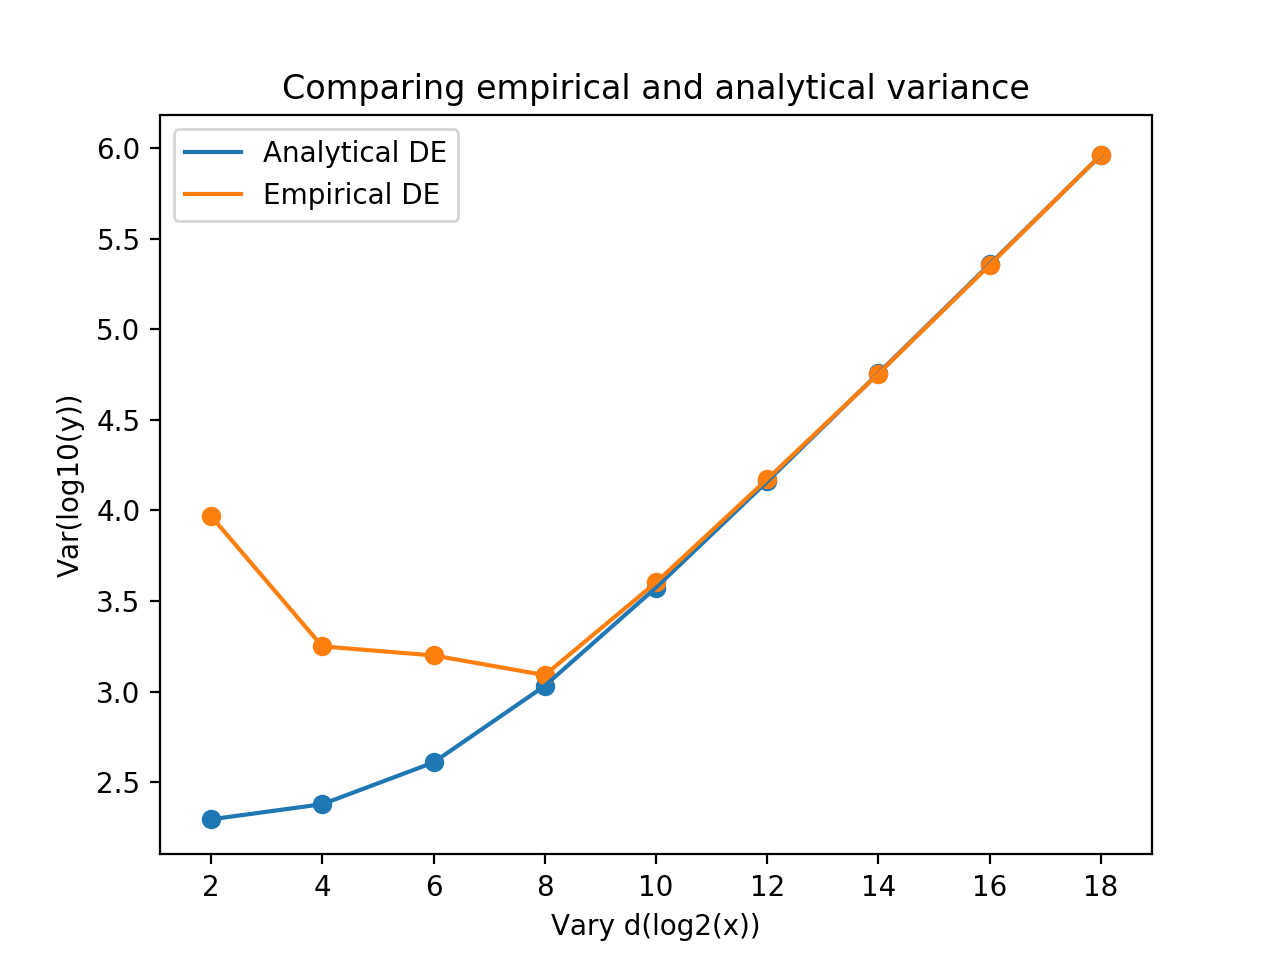 Comparing empirical and analytical variance
Analytical DE
Empirical DE
Var(log10(y))
6.0
5.5
5.0
4.5
4.0
3.5
3.0
2.5
2 4 6 8 10 12 14 16 18
Vary d(log2(x))